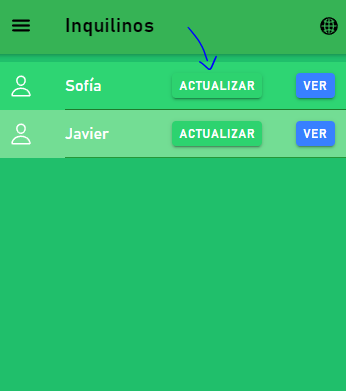 Inquilinos
Sofía ACTUALIZAR VER
Javier ACTUALIZAR VER